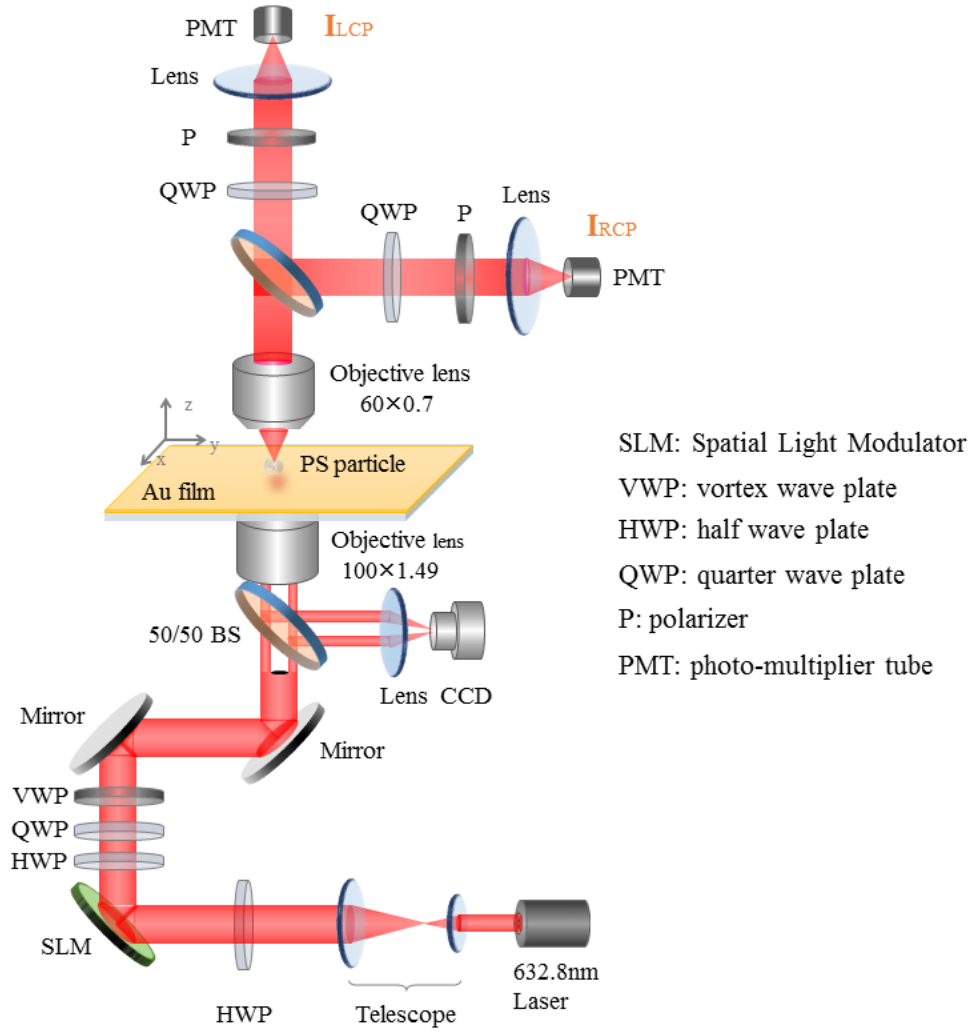 PMT
ILCP
Lens
P
QWP
QWP
P
Lens
IRCP
PMT
Objective lens
60×0.7
z
y
x
PS particle
Au film
Objective lens
100×1.49
50/50 BS
Lens CCD
Mirror
Mirror
VWP
QWP
HWP
SLM
HWP
Telescope
632.8nm
Laser
SLM: Spatial Light Modulator
VWP: vortex wave plate
HWP: half wave plate
QWP: quarter wave plate
P: polarizer
PMT: photo-multiplier tube